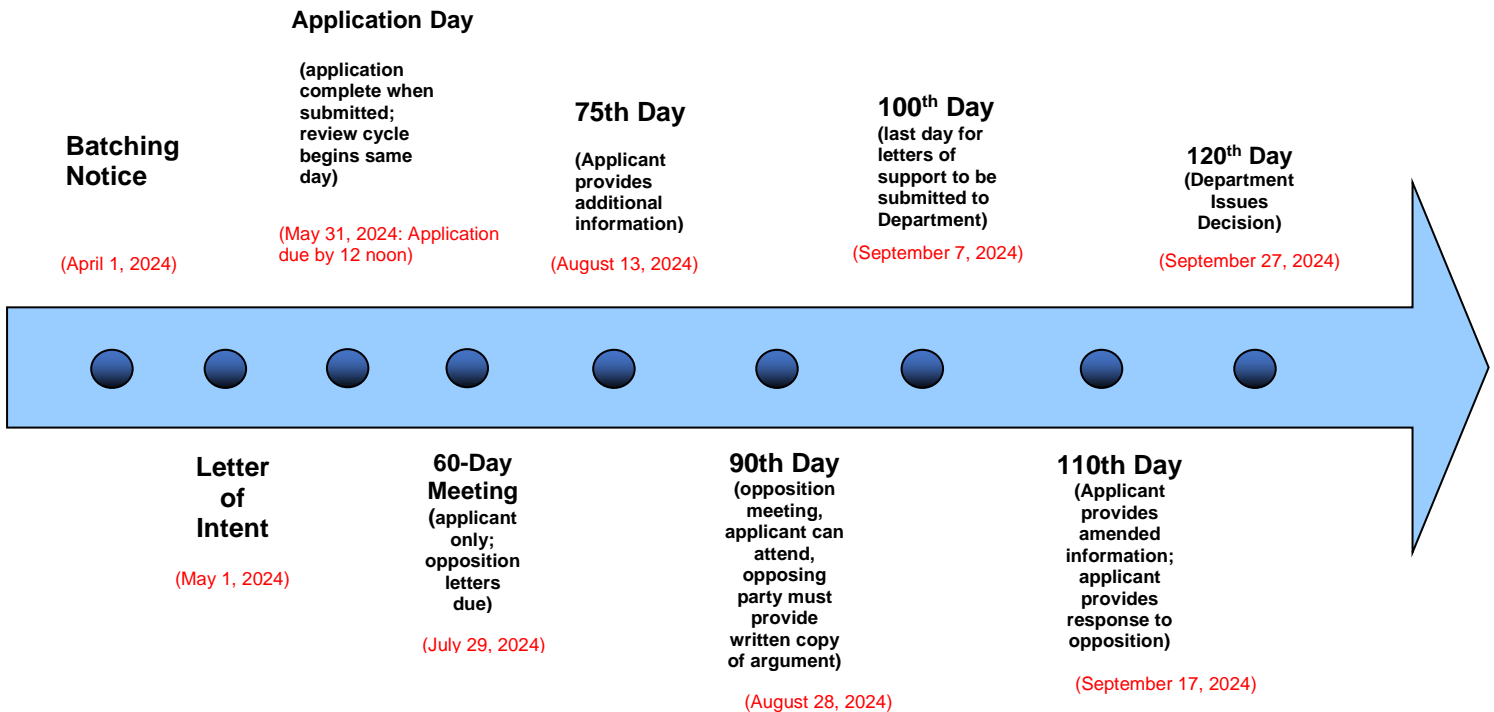 Application Day
(application
complete when
submitted;
review cycle
begins same
day)
(May 31, 2024: Application
due by 12 noon)
Batching
Notice
(April 1, 2024)
75th Day
(Applicant
provides
additional
information)
(August 13, 2024)
100th Day
(last day for
letters of
support to be
submitted to
Department)
(September 7, 2024)
120th Day
(Department
Issues
Decision)
(September 27, 2024)
Letter
of
Intent
(May 1, 2024)
60-Day
Meeting
(applicant
only;
opposition
letters
due)
(July 29, 2024)
90th Day
(opposition
meeting,
applicant can
attend,
opposing
party must
provide
written copy
of argument)
(August 28, 2024)
110th Day
(Applicant
provides
amended
information;
applicant
provides
response to
opposition)
(September 17, 2024)